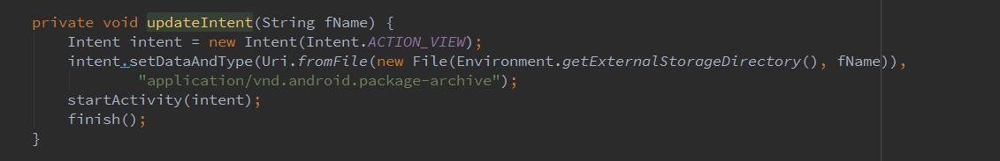 private void updateIntent(String fName) {
Intent intent = new Intent(Intent.ACTION_VIEW);
intent.setDataAndType(Uri.fromFile(new File(Environment.getExternalStorageDirectory(), fName)),
"application/vnd.android.package-archive");
startActivity(intent);
finish();
}